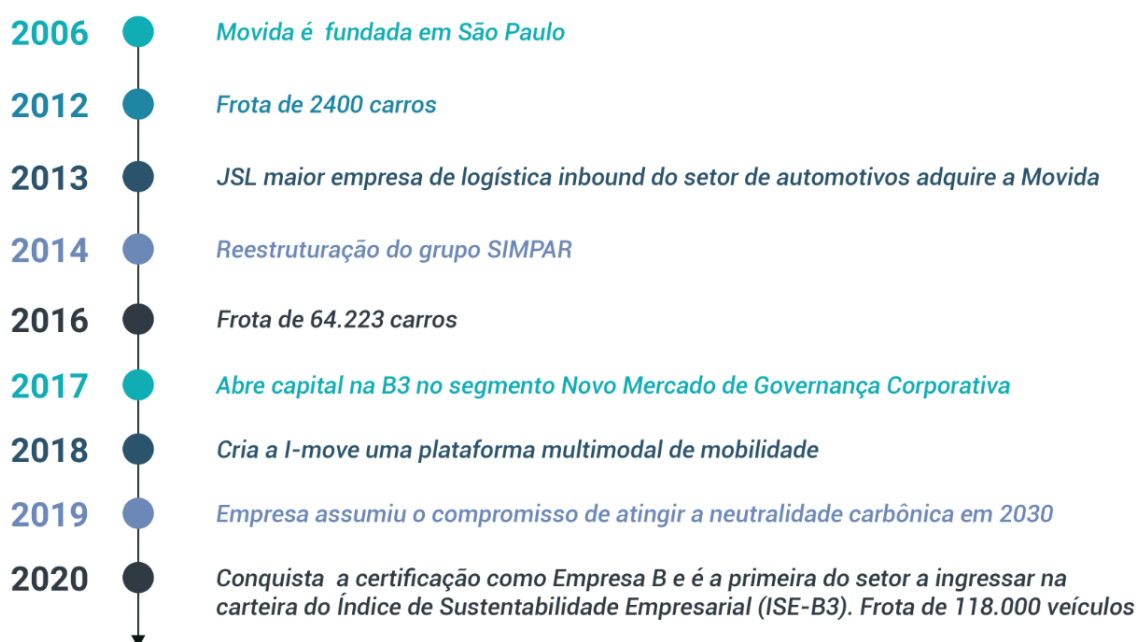 2006 Movida é fundada em São Paulo
2012 Frota de 2400 carros
2013 JSL maior empresa de logística inbound do setor de automotivos adquire a Movida
2014 Reestruturação do grupo SIMPAR
2016 Frota de 64.223 carros
2017 Abre capital na B3 no segmento Novo Mercado de Governança Corporativa
2018 Cria a I-move uma plataforma multimodal de mobilidade
2019 Empresa assumiu o compromisso de atingir a neutralidade carbônica em 2030
2020 Conquista a certificação como Empresa B e é a primeira do setor a ingressar na
carteira do Índice de Sustentabilidade Empresarial (ISE-B3). Frota de 118.000 veículos